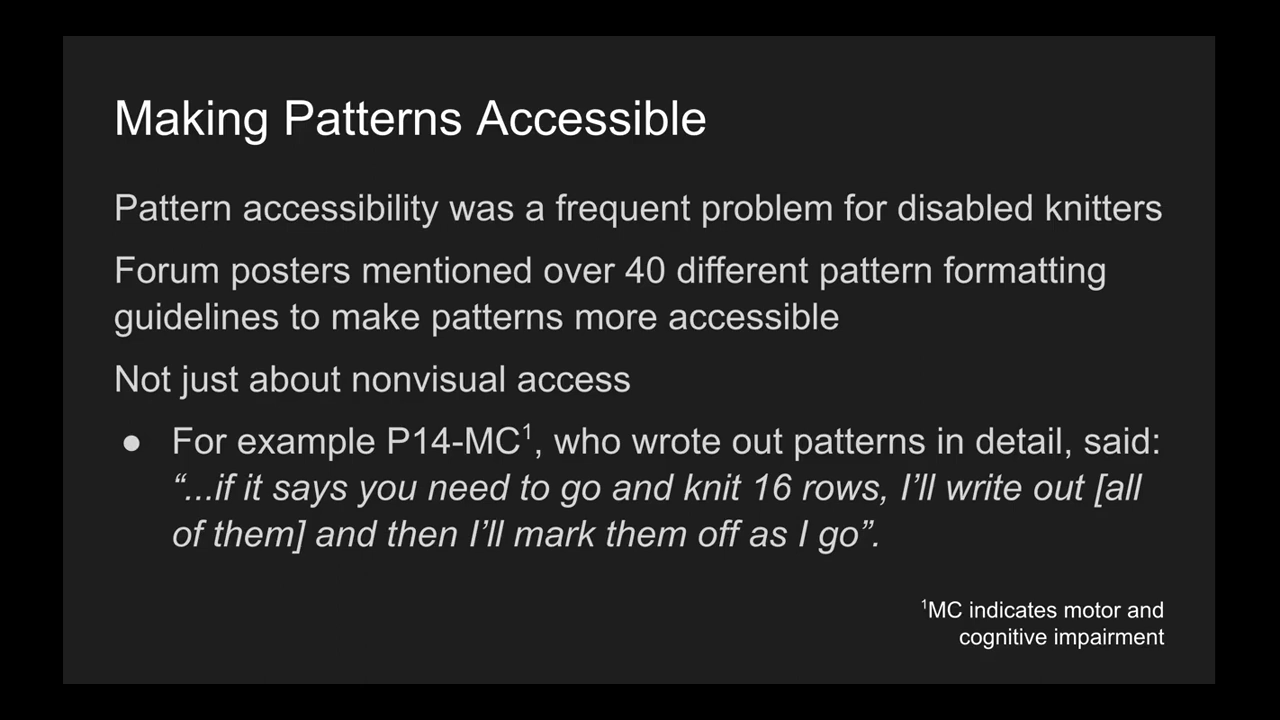 Making Patterns Accessible
Pattern accessibility was a frequent problem for disabled knitters
Forum posters mentioned over 40 different pattern formatting
guidelines to make patterns more accessible
Not just about nonvisual access
● For example P14-MC¹, who wrote out patterns in detail, said:
“...if it says you need to go and knit 16 rows, I’ll write out [all
of them] and then I’ll mark them off as I go”.
¹MC indicates motor and
cognitive impairment